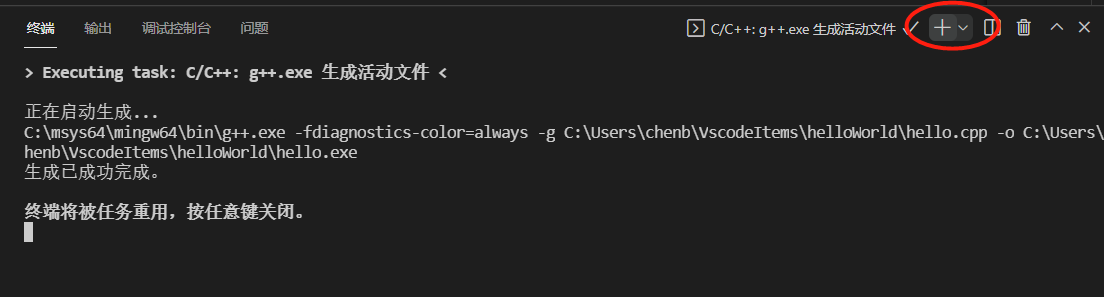 终端 输出 调试控制台 问题 C/C++: g++.exe 生成活动文件
> Executing task: C/C++: g++.exe 生成活动文件 <
正在启动生成...
C:\msys64\mingw64\bin\g++.exe -fdiagnostics-color=always -g C:\Users\chenb\VscodeItems\helloWorld\hello.cpp -o C:\Users\
henb\VscodeItems\helloWorld\hello.exe
生成已成功完成。
终端将被任务重用，按任意键关闭。